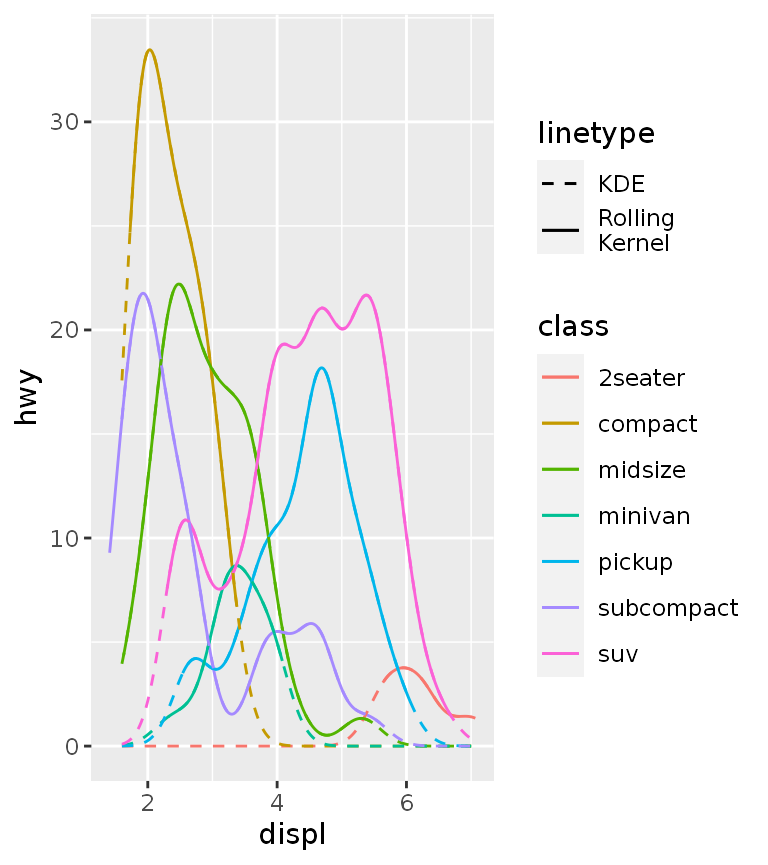 30
20
10
0
hwy
2
4
6
displ
linetype
KDE
Rolling
Kernel
class
2seater
compact
midsize
minivan
pickup
subcompact
suv